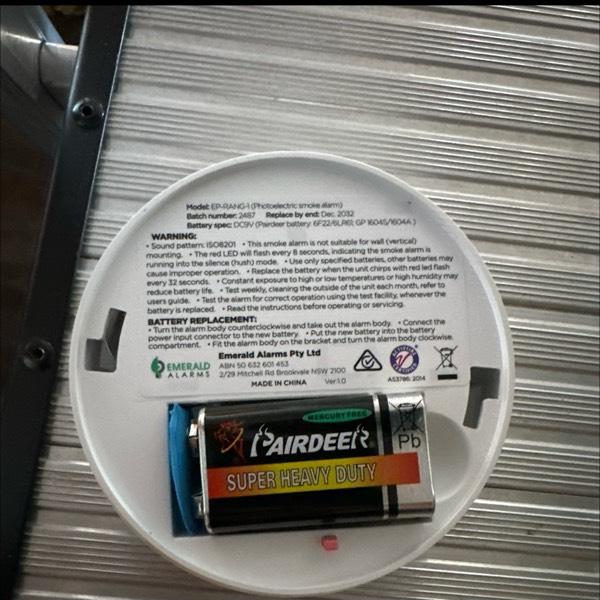 Model: EP-RANG-1 (Photoelectric smoke alarm)
Batch number: 2487 Replace by end: Dec. 2032
Battery spec: DC9V (Pairdeer battery: 6F22/6LR61; GP 1604S/1604A )
WARNING:
• Sound pattern: ISO8201 • This smoke alarm is not suitable for wall (vertical)
mounting. • The red LED will flash every 8 seconds, indicating the smoke alarm is
running into the silence (hush) mode. • Use only specified batteries, other batteries may
cause improper operation. • Replace the battery when the unit chirps with red led flash
every 32 seconds. • Constant exposure to high or low temperatures or high humidity may
reduce battery life. • Test weekly, cleaning the outside of the unit each month, refer to
users guide. • Test the alarm for correct operation using the test facility, whenever the
battery is replaced. • Read the instructions before operating or servicing.
BATTERY REPLACEMENT:
• Turn the alarm body counterclockwise and take out the alarm body. • Connect the
power input connector to the new battery. • Put the new battery into the battery
compartment. • Fit the alarm body on the bracket and turn the alarm body clockwise.
EMERALD
ALARMS
Emerald Alarms Pty Ltd
ABN 50 632 601 453
2/29 Mitchell Rd Brookvale NSW 2100
MADE IN CHINA Ver:1.0
AS3786: 2014
MERCURY FREE
PAIRDEER
SUPER HEAVY DUTY
Pb